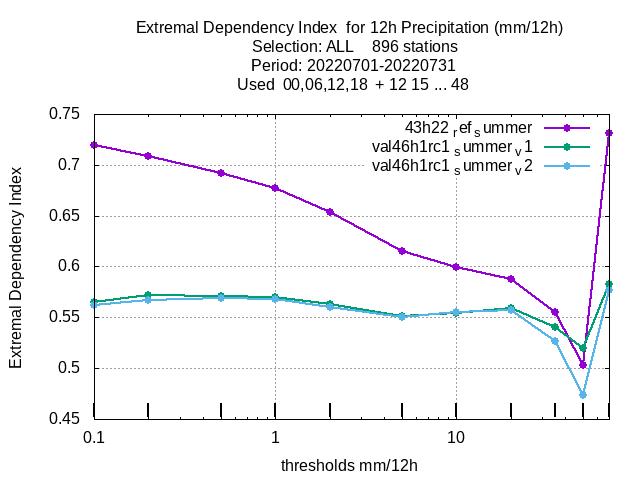 Extremal Dependency Index  for 12h Precipitation (mm/12h)
Selection: ALL    896 stations
Period: 20220701-20220731
Used  00,06,12,18  + 12 15 ... 48
0.75
0.7
0.65
0.6
0.55
0.5
0.45
Extremal Dependency Index
43h22 ref summer
val46h1rc1 summer v1
val46h1rc1 summer v2
0.1
1
10
thresholds mm/12h